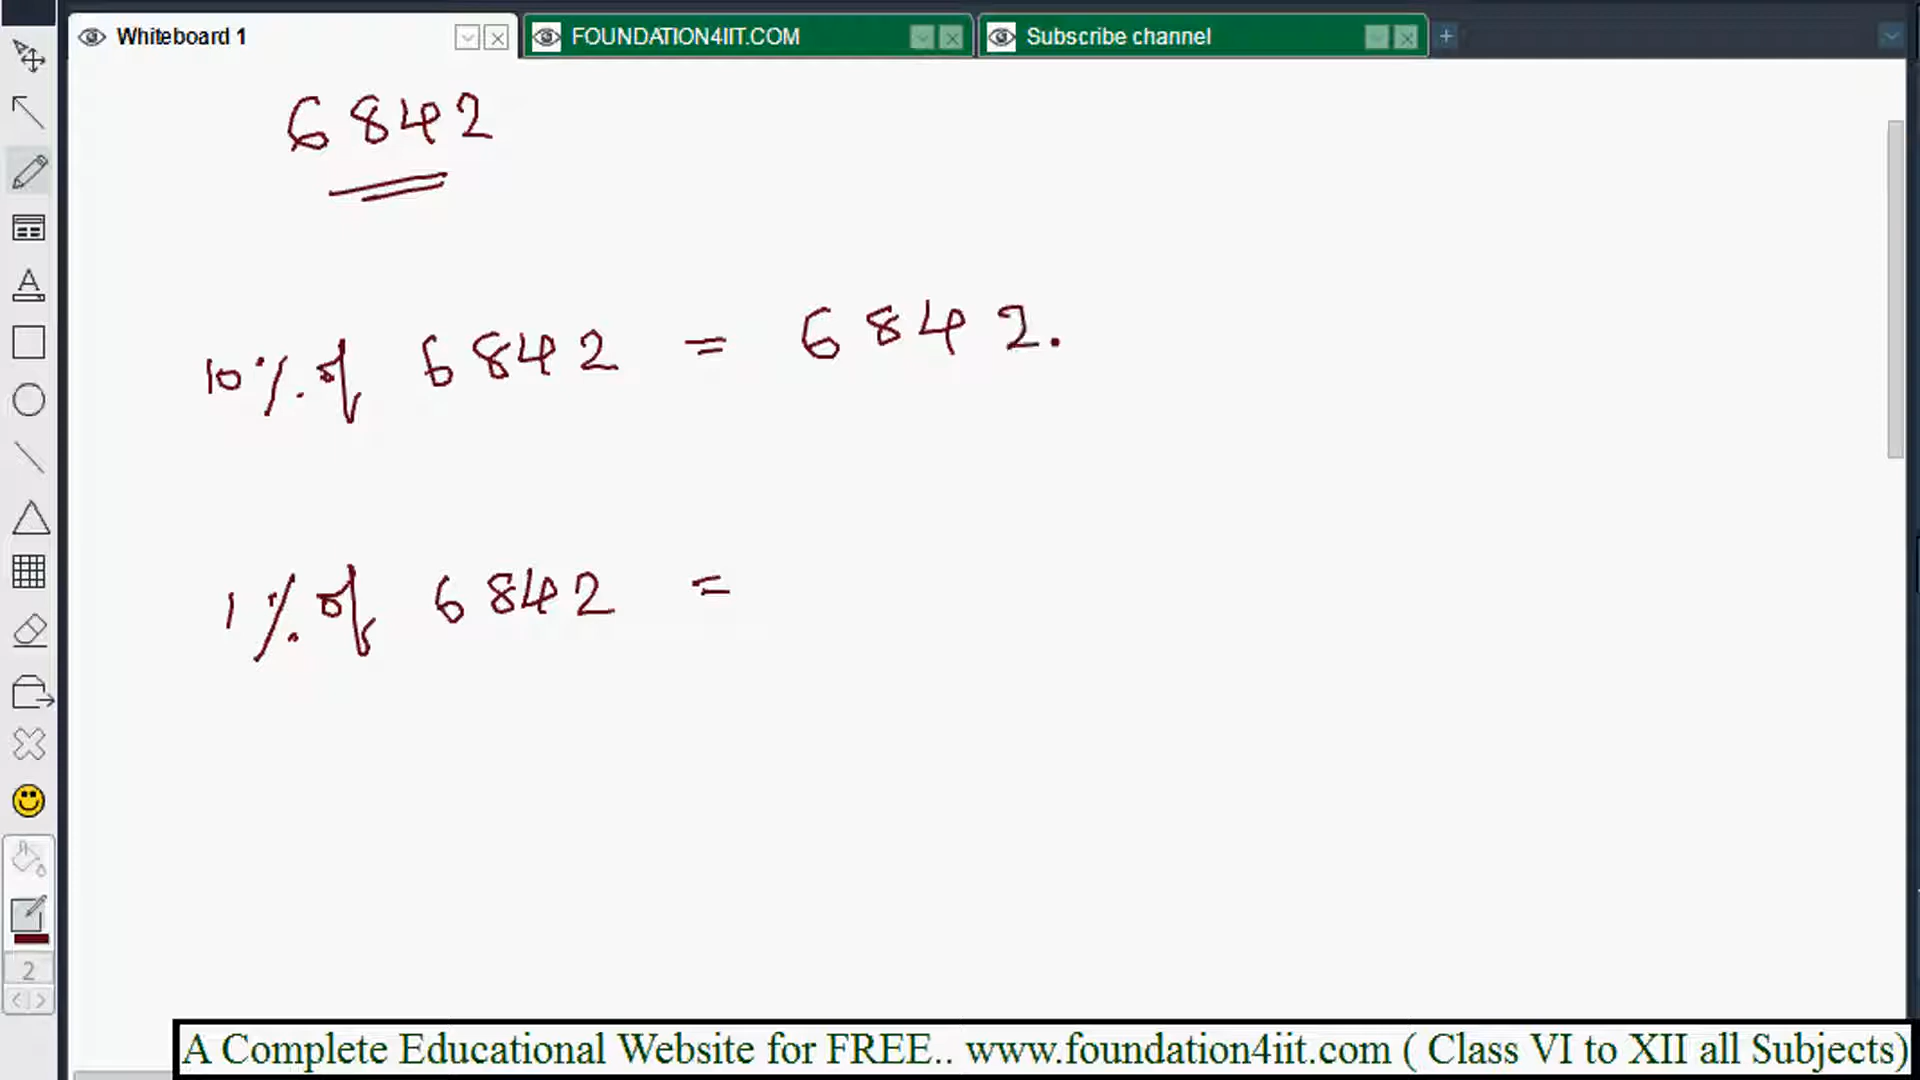 Whiteboard 1
FOUNDATION4IIT.COM
Subscribe channel
6842
10% of 6842 = 6842.
1% of 6842 =
2
A Complete Educational Website for FREE.. www.foundation4iit.com ( Class VI to XII all Subjects)